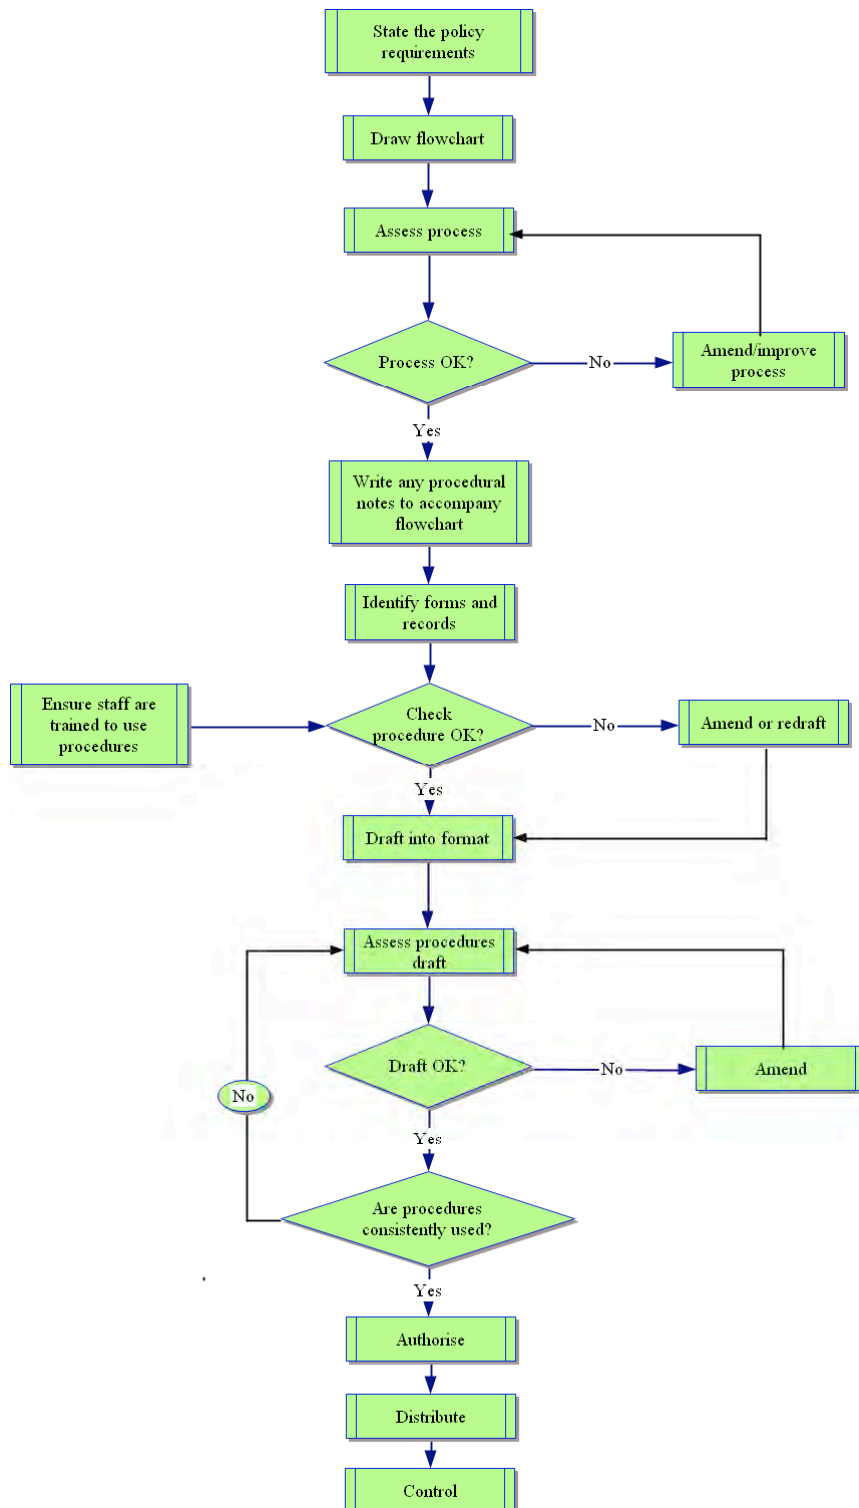 State the policy
requirements
Draw flowchart
Assess process
Process OK?
No
Amend/improve
process
Yes
Write any procedural
notes to accompany
flowchart
Identify forms and
records
Ensure staff are
trained to use
procedures
Check
procedure OK?
No
Amend or redraft
Yes
Draft into format
Assess procedures
draft
Draft OK?
No
Amend
No
Yes
Are procedures
consistently used?
Yes
Authorise
Distribute
Control